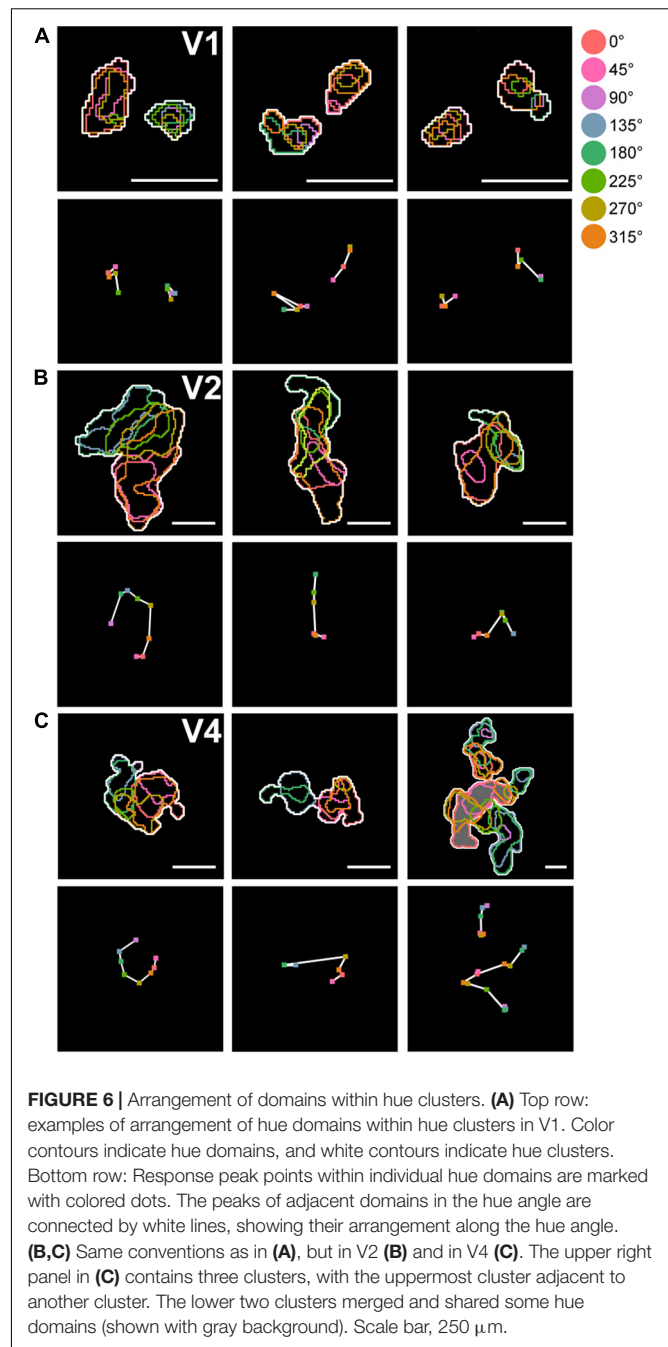 A
V1
0°
45°
90°
135°
180°
225°
270°
315°
B
V2
C
V4
FIGURE 6 | Arrangement of domains within hue clusters. (A) Top row:
examples of arrangement of hue domains within hue clusters in V1. Color
contours indicate hue domains, and white contours indicate hue clusters.
Bottom row: Response peak points within individual hue domains are marked
with colored dots. The peaks of adjacent domains in the hue angle are
connected by white lines, showing their arrangement along the hue angle.
(B,C) Same conventions as in (A), but in V2 (B) and in V4 (C). The upper right
panel in (C) contains three clusters, with the uppermost cluster adjacent to
another cluster. The lower two clusters merged and shared some hue
domains (shown with gray background). Scale bar, 250 μm.